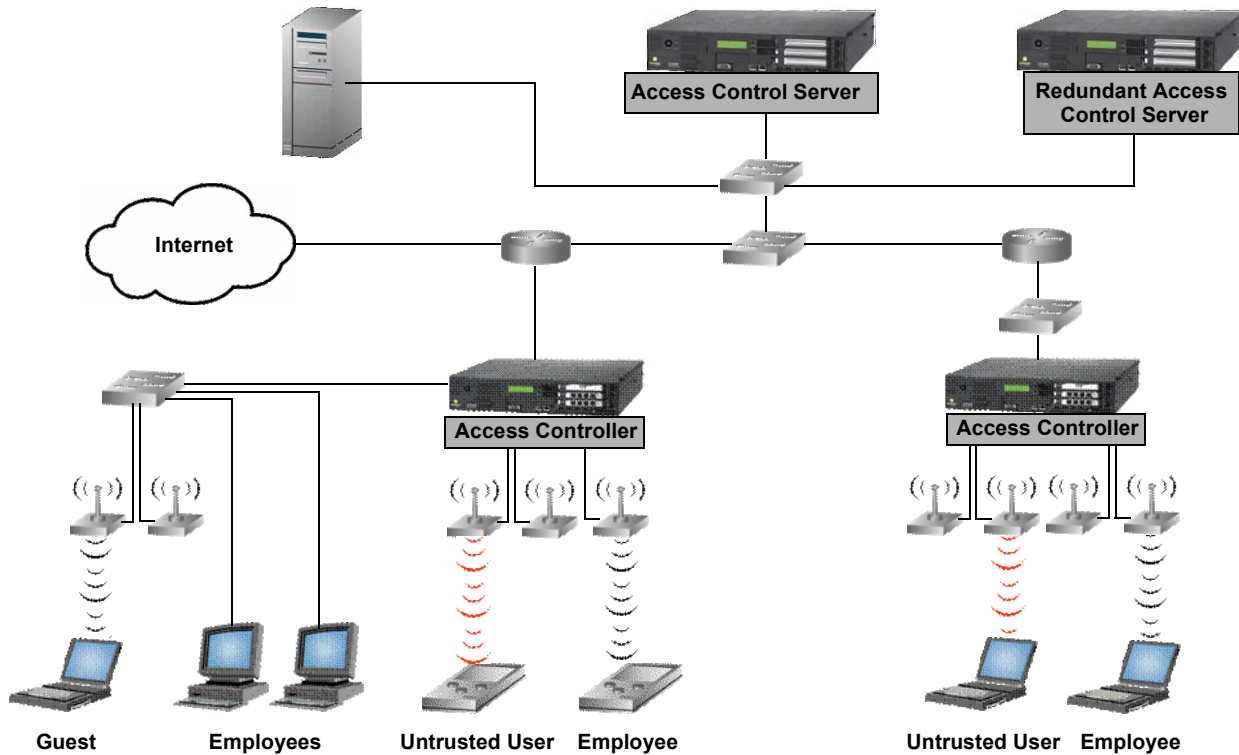 Access Control Server
Redundant Access
Control Server
Internet
Access Controller
Access Controller
Guest
Employees
Untrusted User
Employee
Untrusted User
Employee